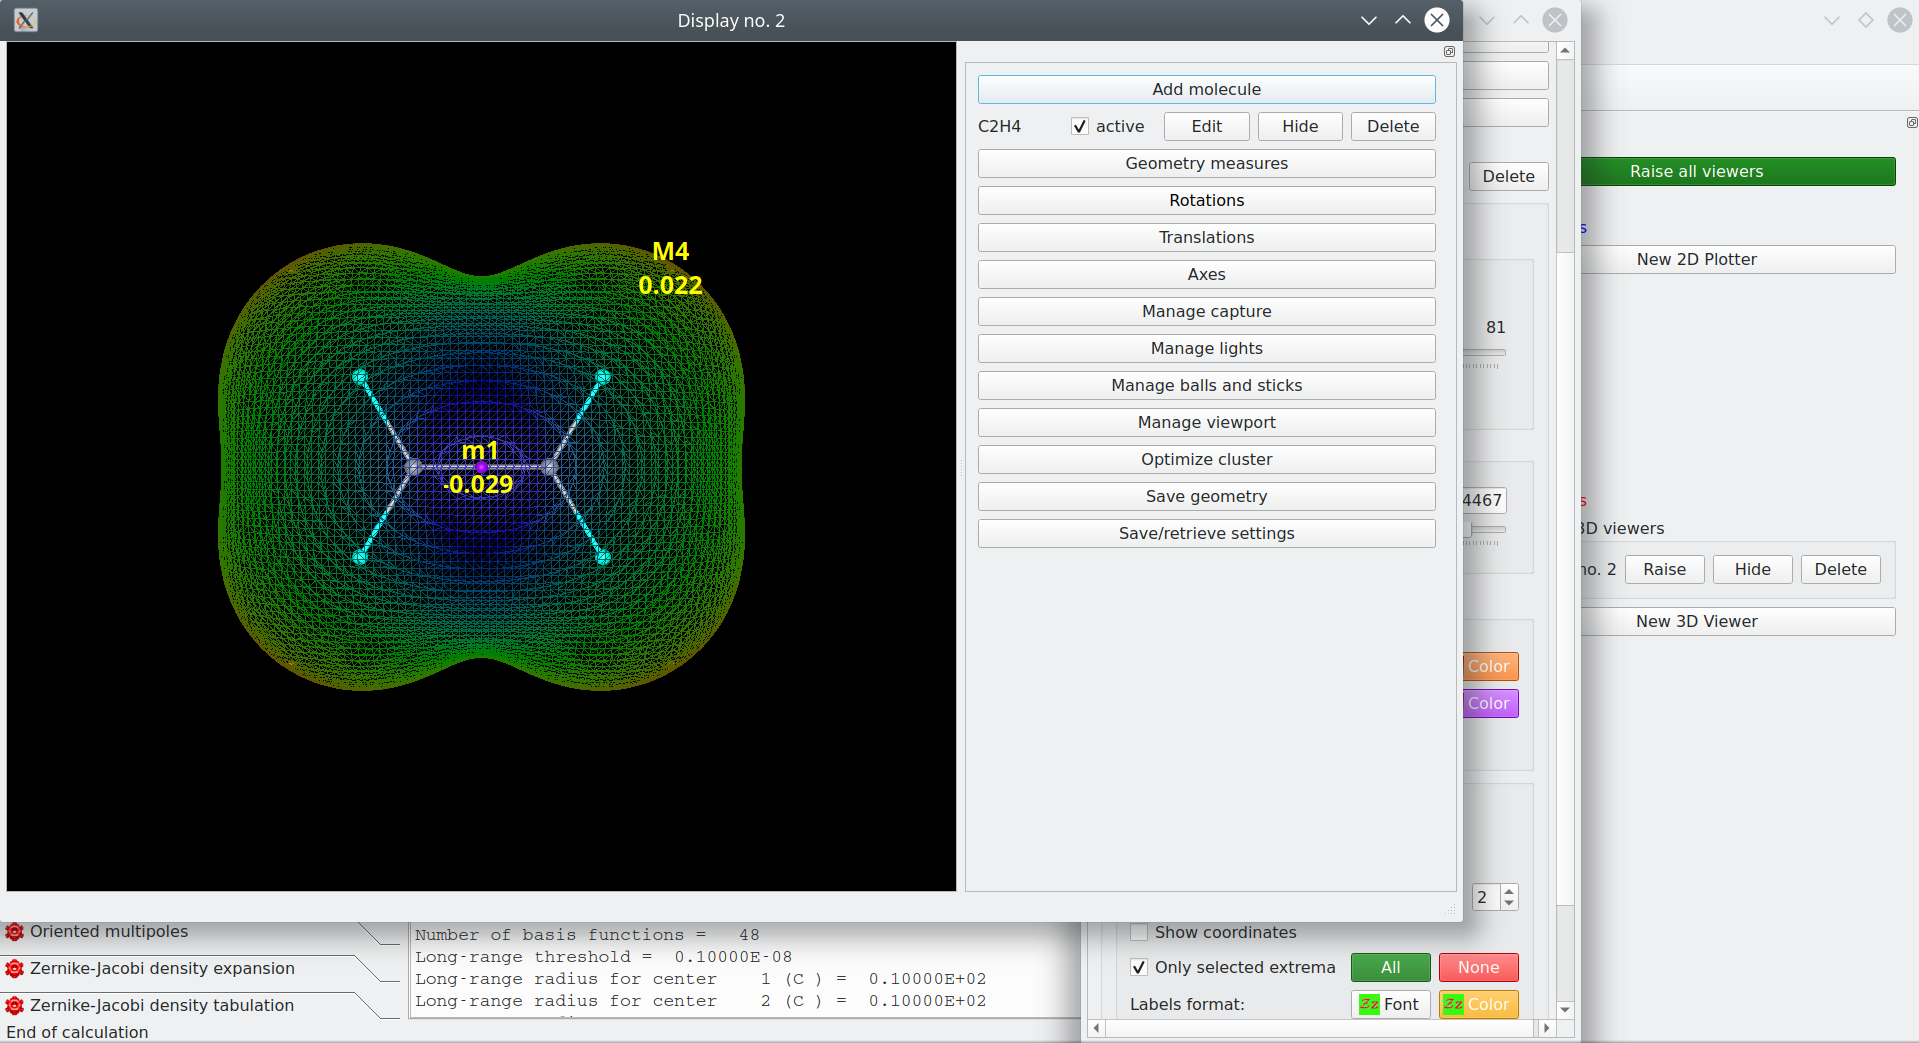 Display no. 2
M4
0.022
m1
-0.029
Add molecule
C2H4 active Edit Hide Delete
Geometry measures
Rotations
Translations
Axes
Manage capture
Manage lights
Manage balls and sticks
Manage viewport
Optimize cluster
Save geometry
Save/retrieve settings
Delete
81
4467
Color
Color
2
Show coordinates
Only selected extrema All None
Labels format: Zz Font Zz Color
Raise all viewers
s
New 2D Plotter
s
3D viewers
no. 2 Raise Hide Delete
New 3D Viewer
Oriented multipoles
Zernike-Jacobi density expansion
Zernike-Jacobi density tabulation
End of calculation
Number of basis functions = 48
Long-range threshold = 0.10000E-08
Long-range radius for center 1 (C ) = 0.10000E+02
Long-range radius for center 2 (C ) = 0.10000E+02